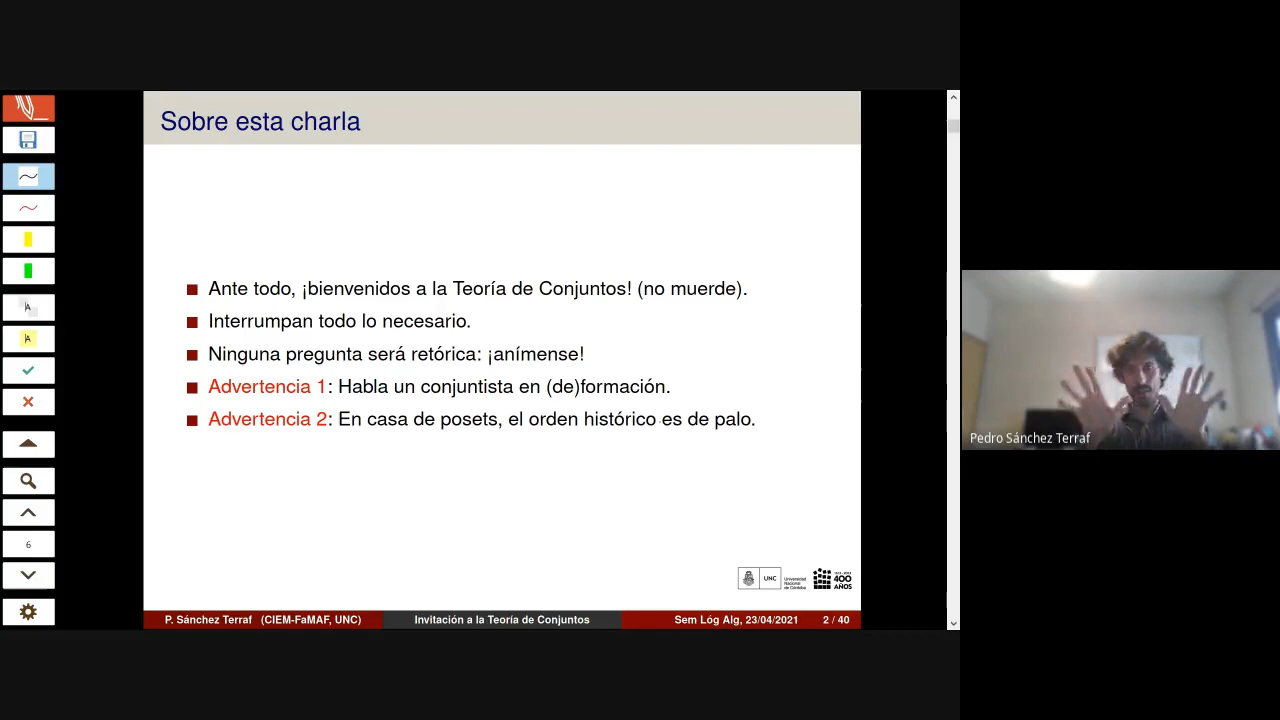 Sobre esta charla
Ante todo, ¡bienvenidos a la Teoría de Conjuntos! (no muerde).
Interrumpan todo lo necesario.
Ninguna pregunta será retórica: ¡anímense!
Advertencia 1: Habla un conjuntista en (de)formación.
Advertencia 2: En casa de posets, el orden histórico es de palo.
6
Pedro Sánchez Terraf
UNC
Universidad
Nacional
de Córdoba
400
AÑOS
P. Sánchez Terraf (CIEM-FaMAF, UNC)
Invitación a la Teoría de Conjuntos
Sem Lóg Alg, 23/04/2021
2 / 40